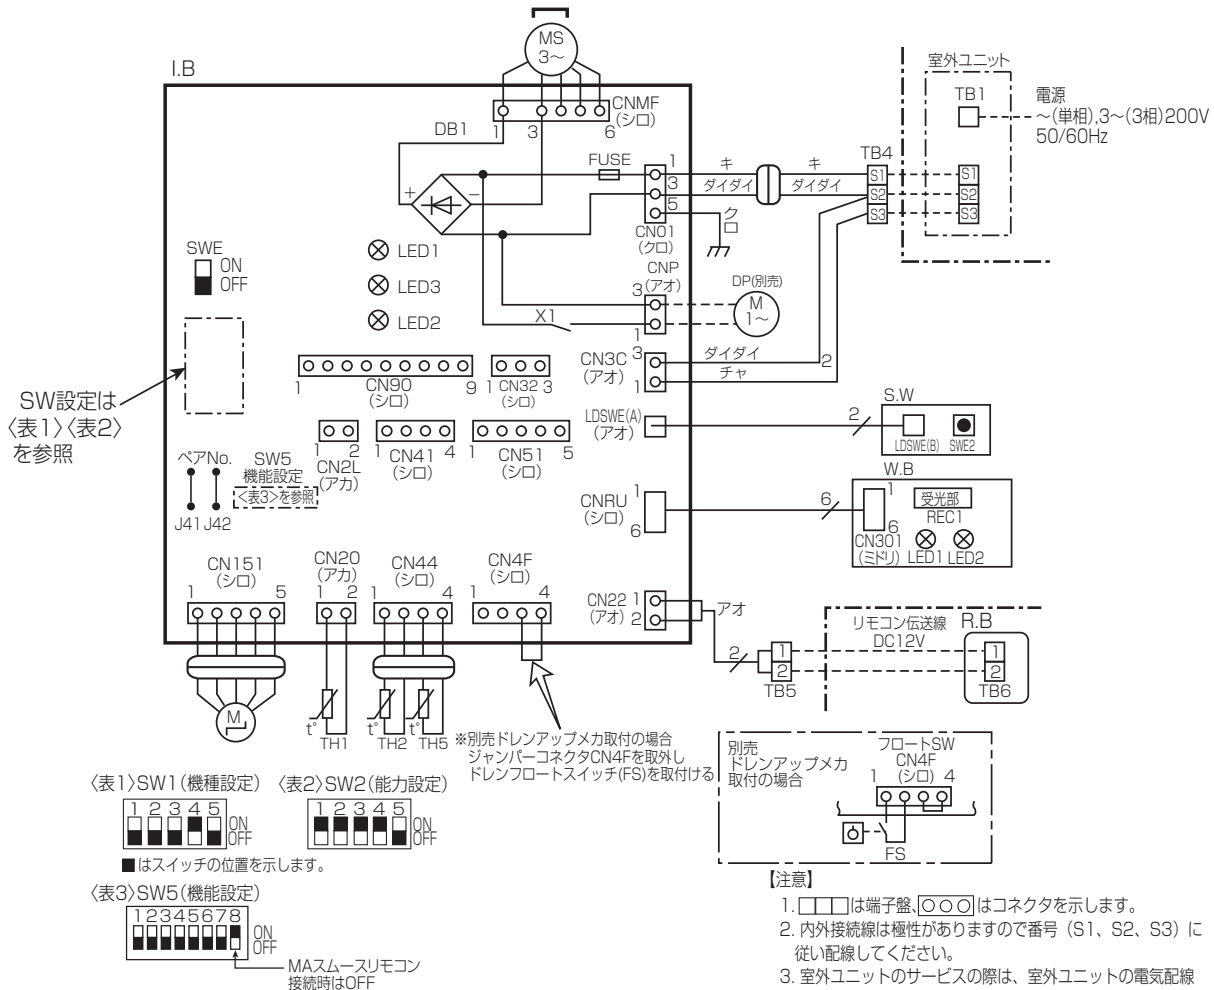 MS
3～
I.B
CNMF
(シロ)
DB1
1 3 6
FUSE
室外ユニット
TB1
電源
～(単相),3～(3相)200V
50/60Hz
1
3
5
キ キ
ダイダイ ダイダイ
TB4
S1
S2
S3
S1
S2
S3
クロ
CN01
(クロ)
+ −
SWE
ON
OFF
LED1
LED3
LED2
CNP
(アオ)
3
1
X1
DP(別売)
M
1～
CN3C
(アオ)
3
1
ダイダイ
チャ
2
1 9
CN90
(シロ)
1 CN32 3
(シロ)
SW設定は
〈表1〉〈表2〉
を参照
LDSWE(A)
(アオ)
2
S.W
LDSWE(B) SWE2
1 2
CN2L
(アカ)
1 4
CN41
(シロ)
1 5
CN51
(シロ)
ペアNo.
J41 J42
SW5
機能設定
<表3>を参照
CNRU
(シロ)
1
6
6
W.B
1
6
CN301
(ミドリ)
受光部
REC1
LED1 LED2
CN151
(シロ)
1 5
CN20
(アカ)
1 2
CN44
(シロ)
1 4
CN4F
(シロ)
1 4
CN22
(アオ)
1
2
アオ
2
1
2
TB5
リモコン伝送線
DC12V
R.B
1
2
TB6
M
t°
TH1
t°
TH2
t°
TH5
※別売ドレンアップメカ取付の場合
ジャンパーコネクタCN4Fを取外し
ドレンフロートスイッチ(FS)を取付ける
別売
ドレンアップメカ
取付の場合
フロートSW
CN4F
(シロ)
1 4
FS
〈表1〉SW1(機種設定)
1 2 3 4 5
ON
OFF
〈表2〉SW2(能力設定)
1 2 3 4 5
ON
OFF
■はスイッチの位置を示します。
〈表3〉SW5(機能設定)
1 2 3 4 5 6 7 8
ON
OFF
MAスムースリモコン
接続時はOFF
【注意】
1. □□□は端子盤、○○○はコネクタを示します。
2. 内外接続線は極性がありますので番号（S1、S2、S3）に
従い配線してください。
3. 室外ユニットのサービスの際は、室外ユニットの電気配線